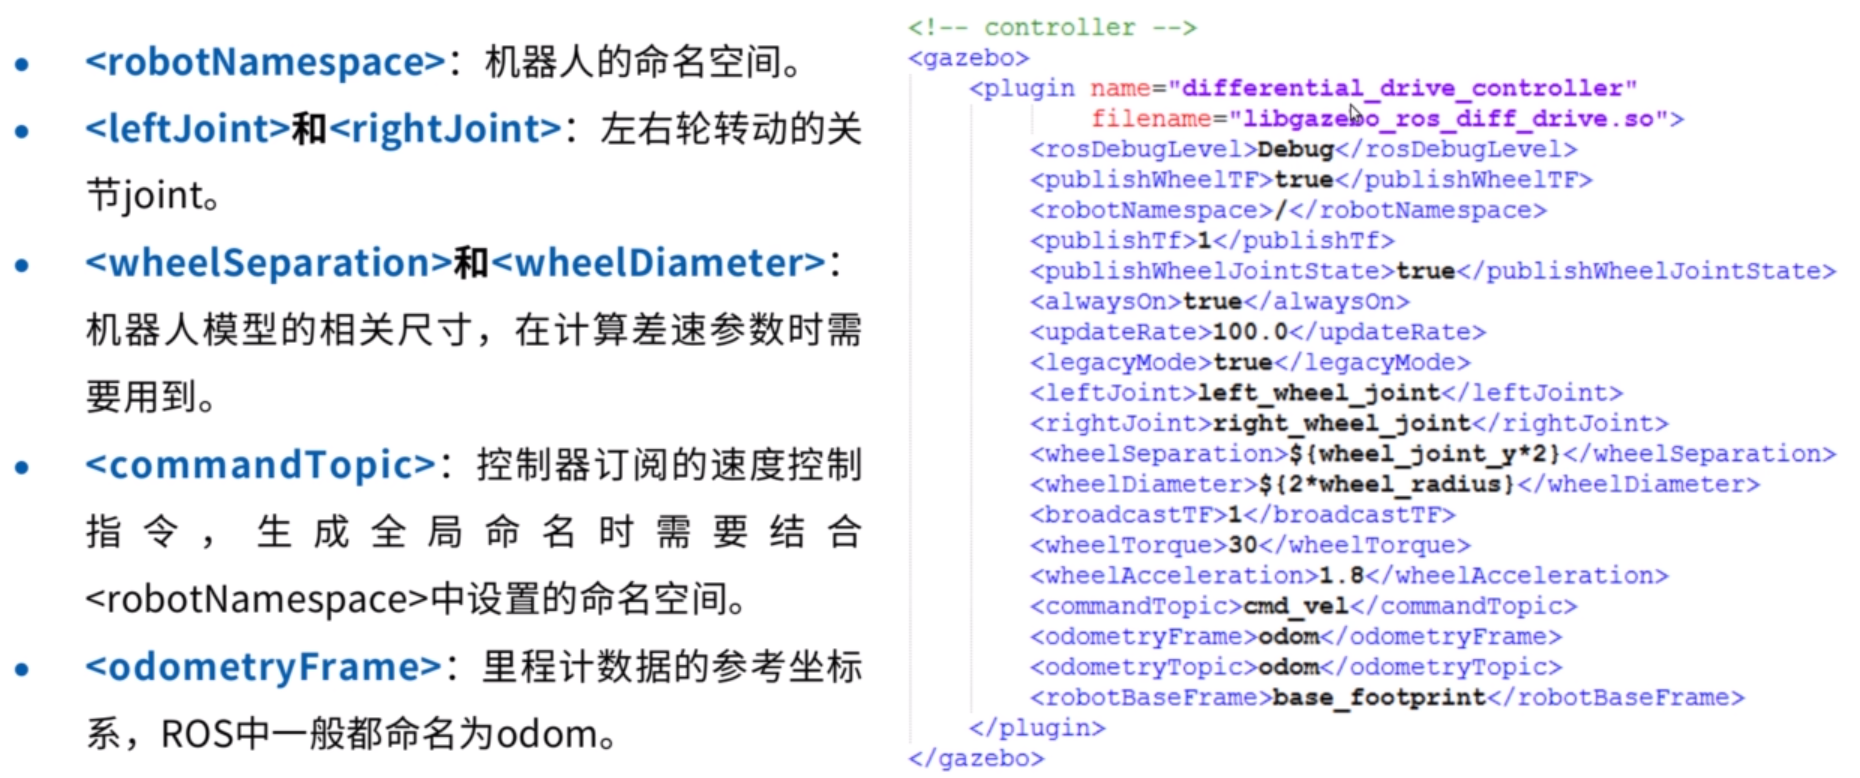 • <robotNamespace>：机器人的命名空间。
• <leftJoint>和<rightJoint>：左右轮转动的关
节joint。
• <wheelSeparation>和<wheelDiameter>：
机器人模型的相关尺寸，在计算差速参数时需
要用到。
• <commandTopic>：控制器订阅的速度控制
指令，生成全局命名时需要结合
<robotNamespace>中设置的命名空间。
• <odometryFrame>：里程计数据的参考坐标
系，ROS中一般都命名为odom。
<!-- controller -->
<gazebo>
<plugin name="differential_drive_controller"
filename="libgazebo_ros_diff_drive.so">
<rosDebugLevel>Debug</rosDebugLevel>
<publishWheelTF>true</publishWheelTF>
<robotNamespace>/</robotNamespace>
<publishTf>1</publishTf>
<publishWheelJointState>true</publishWheelJointState>
<alwaysOn>true</alwaysOn>
<updateRate>100.0</updateRate>
<legacyMode>true</legacyMode>
<leftJoint>left_wheel_joint</leftJoint>
<rightJoint>right_wheel_joint</rightJoint>
<wheelSeparation>${wheel_joint_y*2}</wheelSeparation>
<wheelDiameter>${2*wheel_radius}</wheelDiameter>
<broadcastTF>1</broadcastTF>
<wheelTorque>30</wheelTorque>
<wheelAcceleration>1.8</wheelAcceleration>
<commandTopic>cmd_vel</commandTopic>
<odometryFrame>odom</odometryFrame>
<odometryTopic>odom</odometryTopic>
<robotBaseFrame>base_footprint</robotBaseFrame>
</plugin>
</gazebo>